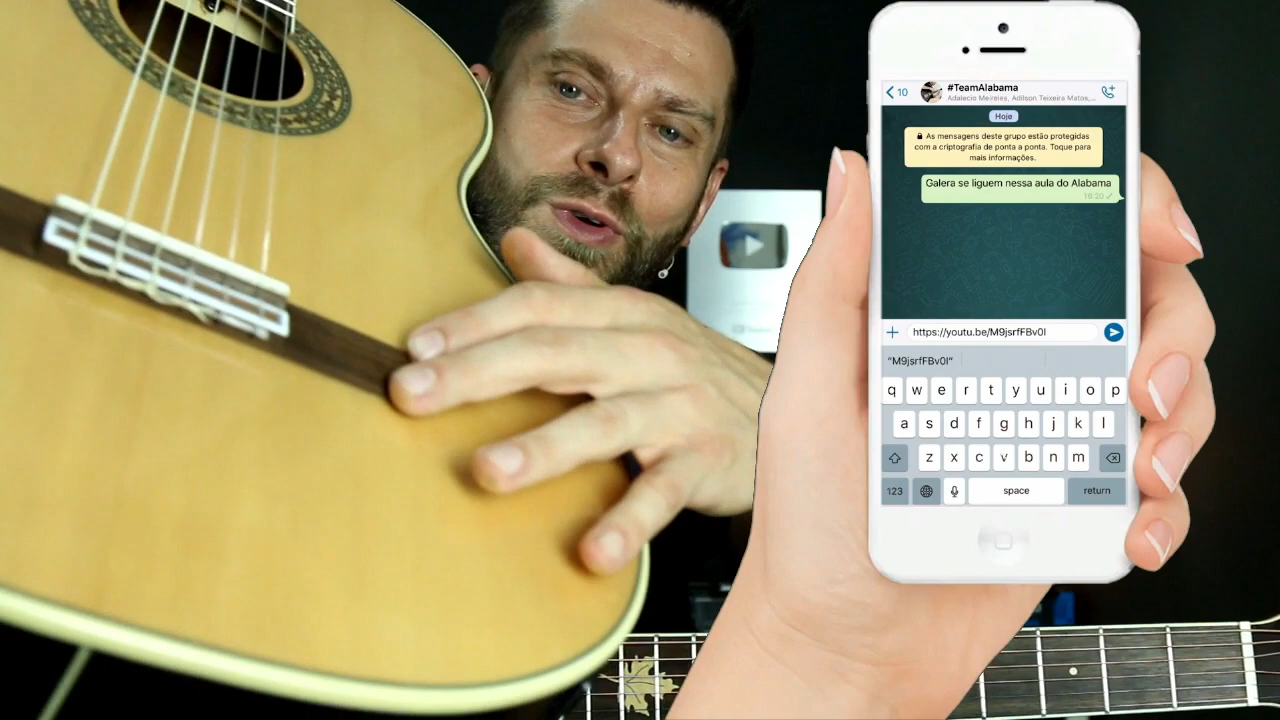 10
#TeamAlabama
Adalecio Meireles, Adilson Teixeira Matos,...
Hoje
As mensagens deste grupo estão protegidas
com a criptografia de ponta a ponta. Toque para
mais informações.
Galera se liguem nessa aula do Alabama
16:20
https://youtu.be/M9jsrfFBv0I
"M9jsrfFBv0I"
q w e r t y u i o p
a s d f g h j k l
z x c v b n m
123 space return